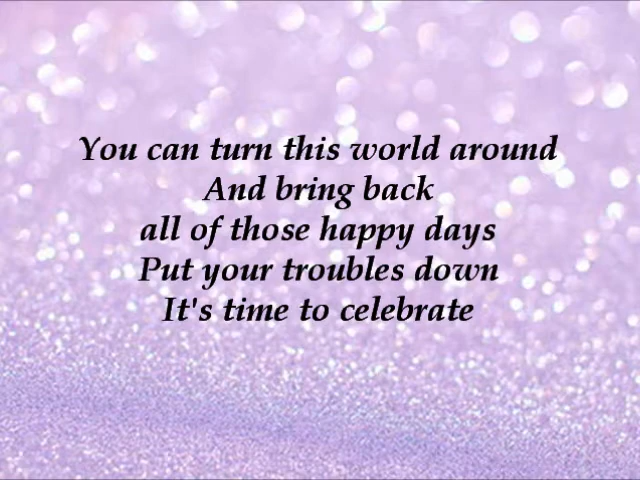 You can turn this world around
And bring back
all of those happy days
Put your troubles down
It's time to celebrate